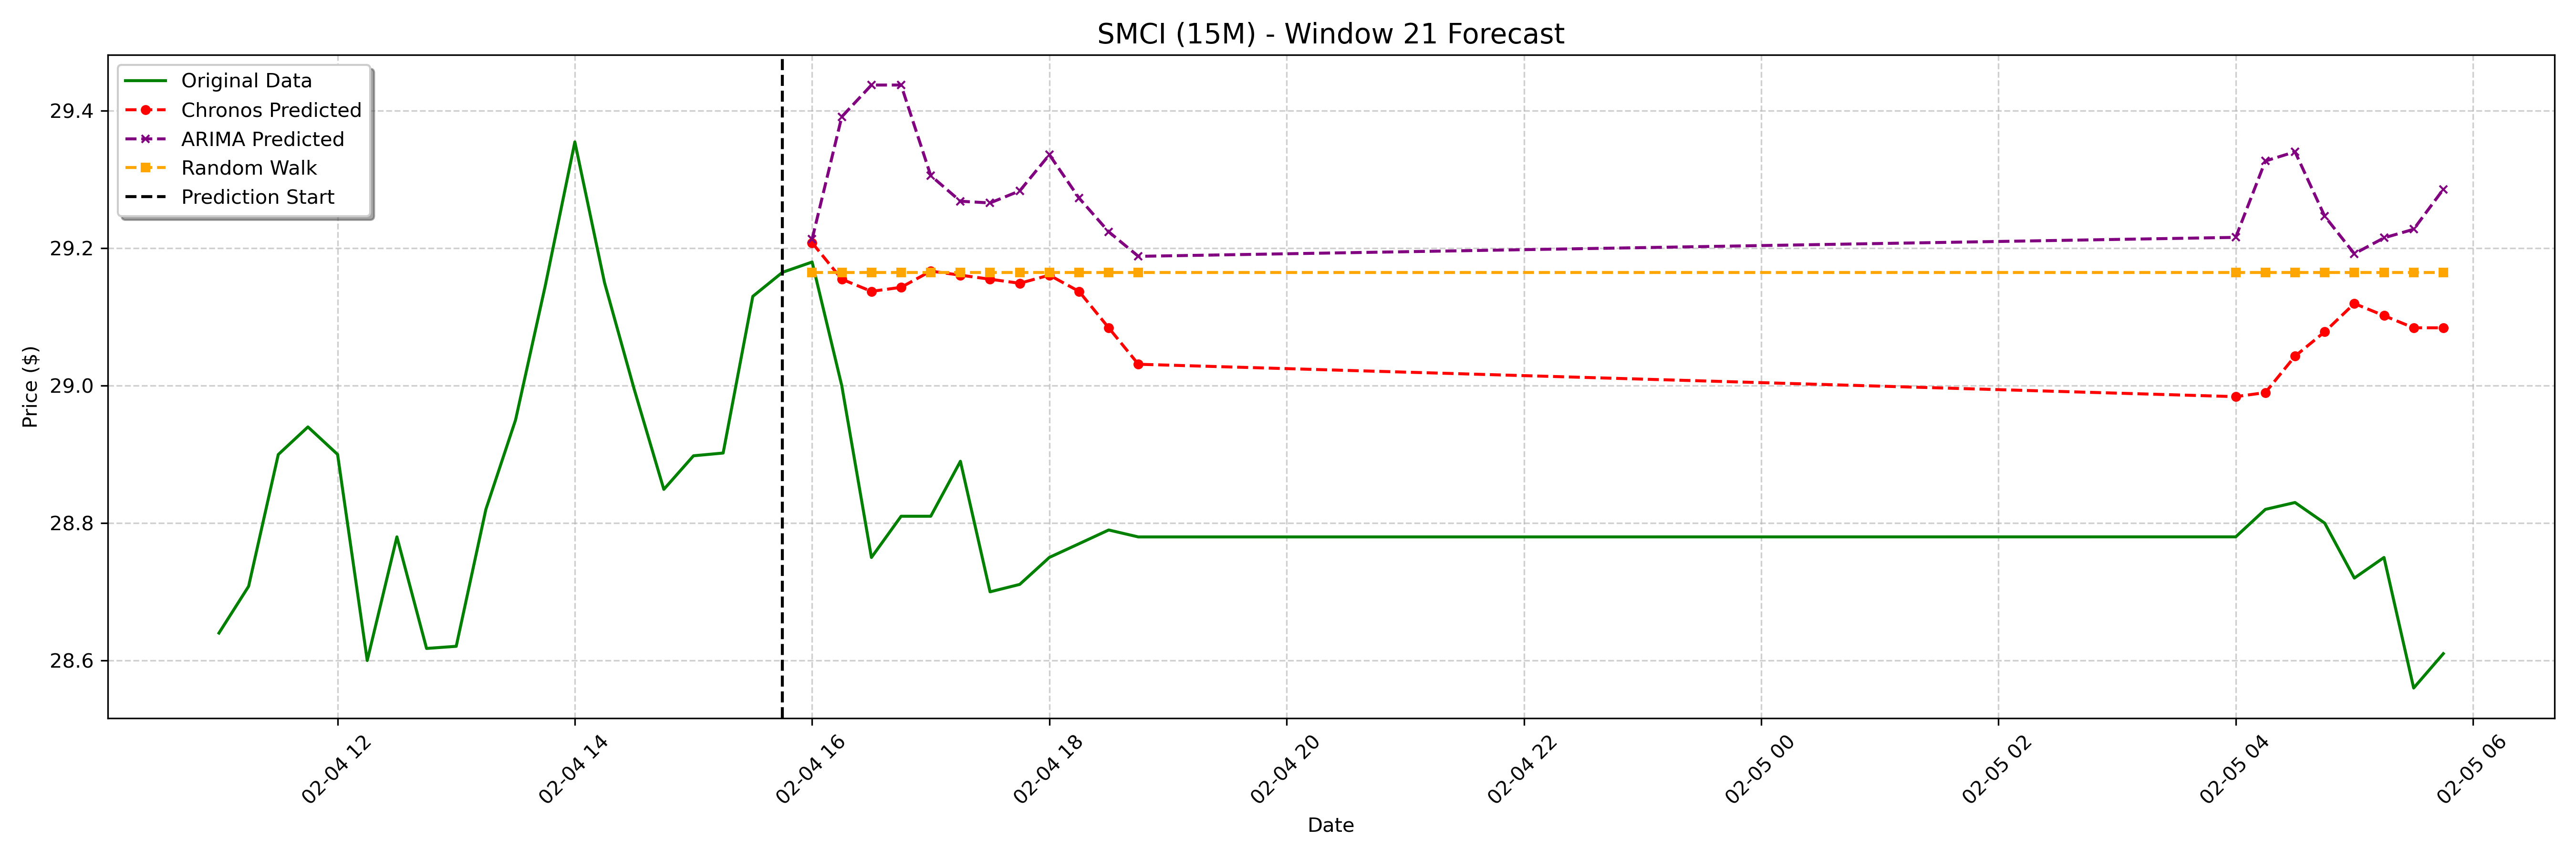 SMCI (15M) - Window 21 Forecast
Original Data
Chronos Predicted
ARIMA Predicted
Random Walk
Prediction Start
Price ($)
29.4
29.2
29.0
28.8
28.6
02-04 12
02-04 14
02-04 16
02-04 18
02-04 20
02-04 22
02-05 00
02-05 02
02-05 04
02-05 06
Date